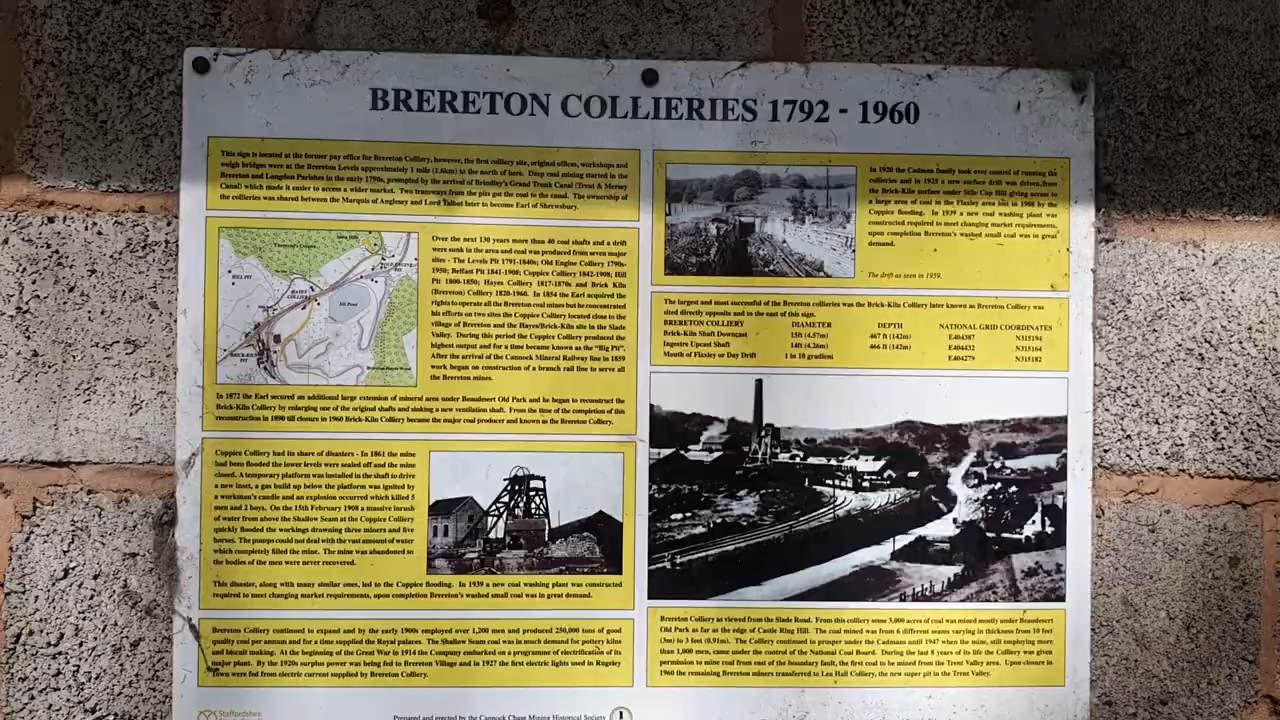 BRERETON COLLIERIES 1792 - 1960
This sign is located at the former pay office for Brereton Colliery, however, the first colliery site, original offices, workshops and
weigh bridges were at the Brereton Levels approximately 1 mile (1.6km) to the north of here. Deep coal mining started in the
Brereton and Longdon Parishes in the early 1790s, prompted by the arrival of Brindley's Grand Trunk Canal (Trent & Mersey
Canal) which made it easier to access a wider market. Two tramways from the pits got the coal to the canal. The ownership of
the collieries was shared between the Marquis of Anglesey and Lord Talbot later to become Earl of Shrewsbury.
HILL PIT
HAYES
COLLIERY
Silt Pond
BRICK-KILN
PIT
Brereton Hayes Wood
Over the next 130 years more than 40 coal shafts and a drift
were sunk in the area and coal was produced from seven major
sites - The Levels Pit 1791-1840s; Old Engine Colliery 1790s-
1950; Belfast Pit 1841-1908; Coppice Colliery 1842-1908; Hill
Pit 1800-1850; Hayes Colliery 1817-1870s and Brick Kiln
(Brereton) Colliery 1820-1960. In 1854 the Earl acquired the
rights to operate all the Brereton coal mines but he concentrated
his efforts on two sites the Coppice Colliery located close to the
village of Brereton and the Hayes/Brick-Kiln site in the Slade
Valley. During this period the Coppice Colliery produced the
highest output and for a time became known as the "Big Pit".
After the arrival of the Cannock Mineral Railway line in 1859
work began on construction of a branch rail line to serve all
the Brereton mines.
In 1872 the Earl secured an additional large extension of mineral area under Beaudesert Old Park and he began to reconstruct the
Brick-Kiln Colliery by enlarging one of the original shafts and sinking a new ventilation shaft. From the time of the completion of this
reconstruction in 1890 till closure in 1960 Brick-Kiln Colliery became the major coal producer and known as the Brereton Colliery.
Coppice Colliery had its share of disasters - In 1861 the mine
had been flooded the lower levels were sealed off and the mine
closed. A temporary platform was installed in the shaft to drive
a new inset, a gas build up below the platform was ignited by
a workman's candle and an explosion occurred which killed 5
men and 2 boys. On the 15th February 1908 a massive inrush
of water from above the Shallow Seam at the Coppice Colliery
quickly flooded the workings drowning three miners and five
horses. The pumps could not deal with the vast amount of water
which completely filled the mine. The mine was abandoned so
the bodies of the men were never recovered.
This disaster, along with many similar ones, led to the Coppice flooding. In 1939 a new coal washing plant was constructed
required to meet changing market requirements, upon completion Brereton's washed small coal was in great demand.
Brereton Colliery continued to expand and by the early 1900s employed over 1,200 men and produced 250,000 tons of good
quality coal per annum and for a time supplied the Royal palaces. The Shallow Seam coal was in much demand for pottery kilns
and biscuit making. At the beginning of the Great War in 1914 the Company embarked on a programme of electrification of its
major plant. By the 1920s surplus power was being fed to Brereton Village and in 1927 the first electric lights used in Rugeley
Town were fed from electric current supplied by Brereton Colliery.
In 1920 the Cadman family took over control of running the
collieries and in 1925 a new surface drift was driven, from
the Brick-Kiln surface under Stile Cop Hill giving access to
a large area of coal in the Flaxley area lost in 1908 by the
Coppice flooding. In 1939 a new coal washing plant was
constructed required to meet changing market requirements,
upon completion Brereton's washed small coal was in great
demand.
The drift as seen in 1959.
The largest and most successful of the Brereton collieries was the Brick-Kiln Colliery later known as Brereton Colliery was
sited directly opposite and to the east of this sign.
BRERETON COLLIERY DIAMETER DEPTH NATIONAL GRID COORDINATES
Brick-Kiln Shaft Downcast 15ft (4.57m) 467 ft (142m) E404387 N315194
Ingestre Upcast Shaft 14ft (4.26m) 466 ft (142m) E404432 N315164
Mouth of Flaxley or Day Drift 1 in 10 gradient E404279 N315182
Brereton Colliery as viewed from the Slade Road. From this colliery some 3,000 acres of coal was mined mostly under Beaudesert
Old Park as far as the edge of Castle Ring Hill. The coal mined was from 6 different seams varying in thickness from 10 feet
(3m) to 3 feet (0.91m). The Colliery continued to prosper under the Cadmans until 1947 when the mine, still employing more
than 1,000 men, came under the control of the National Coal Board. During the last 8 years of its life the Colliery was given
permission to mine coal from east of the boundary fault, the first coal to be mined from the Trent Valley area. Upon closure in
1960 the remaining Brereton miners transferred to Lea Hall Colliery, the new super pit in the Trent Valley.
Staffordshire
Prepared and erected by the Cannock Chase Mining Historical Society